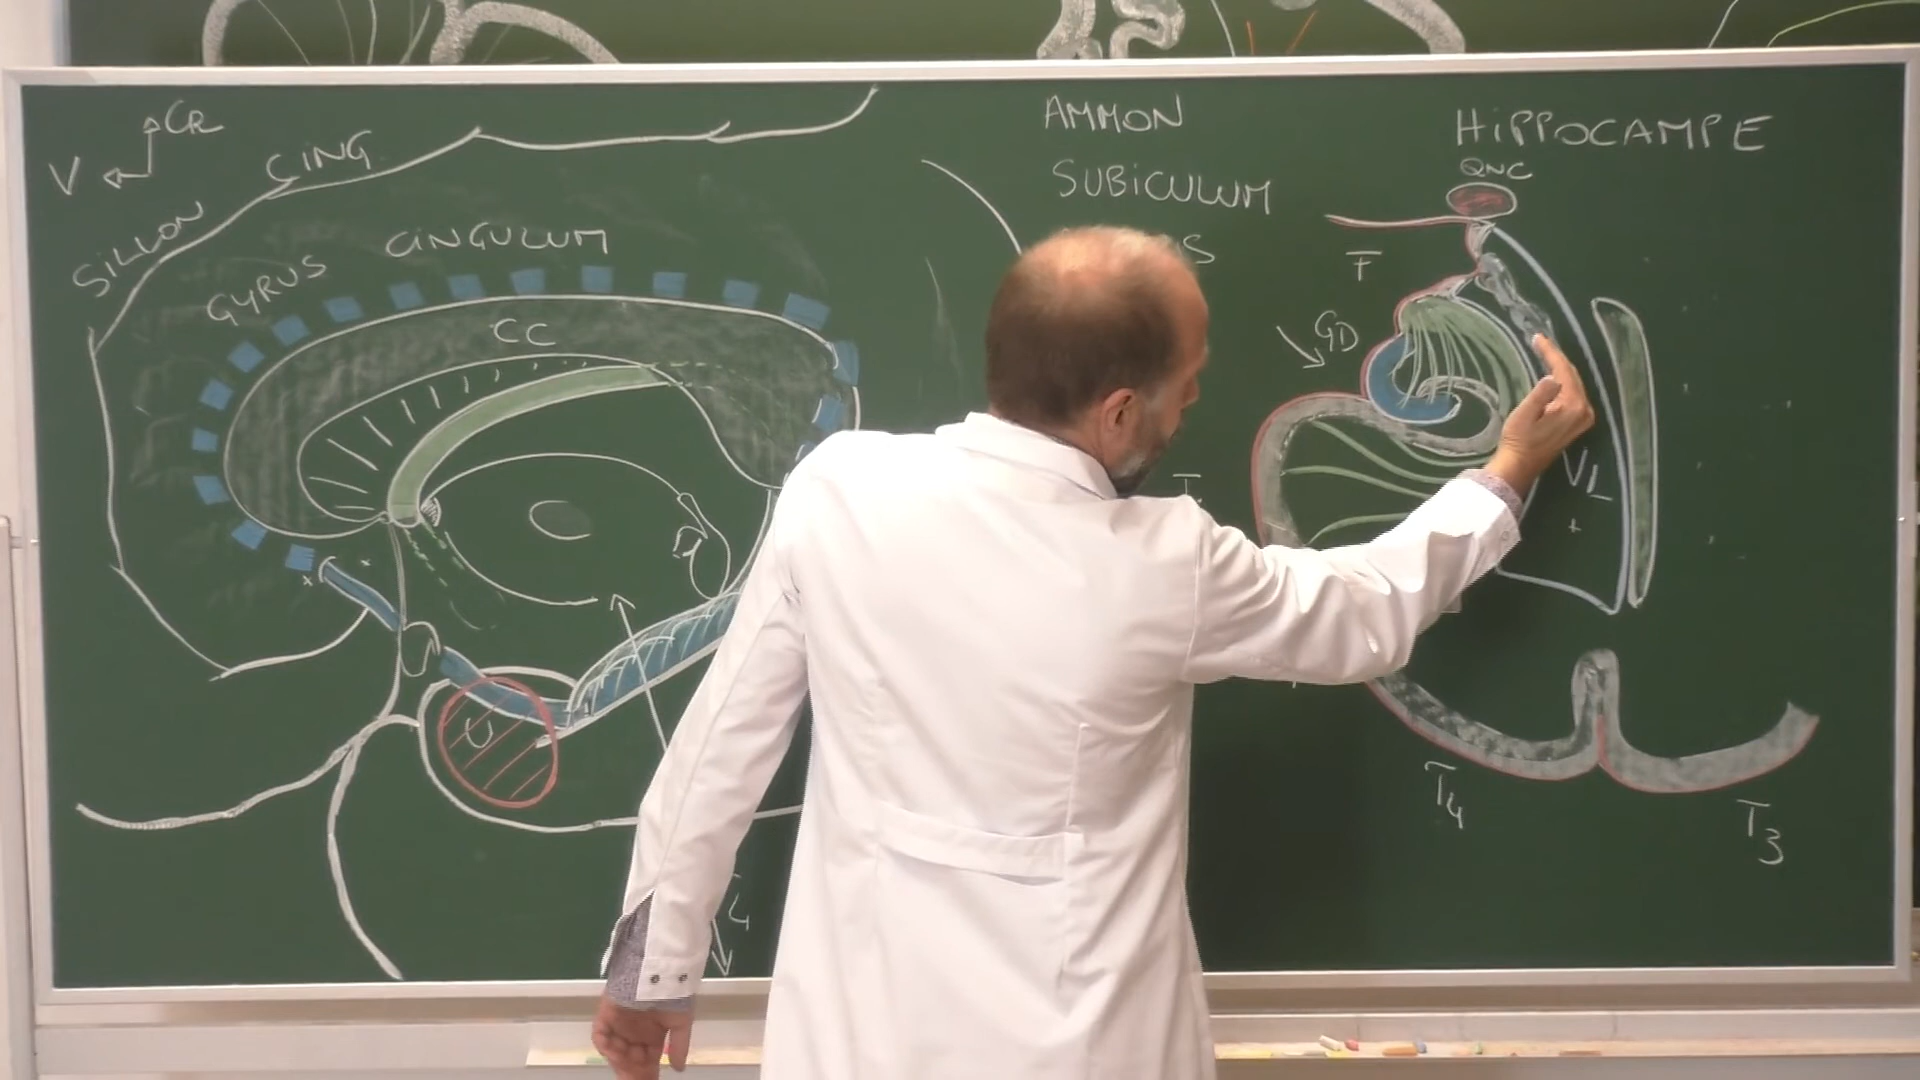 CR
V
SILLON CING.
GYRUS CINGULUM
CC
U
AMMON
SUBICULUM
HIPPOCAMPE
QNC
F
GD
VL
T4
T3